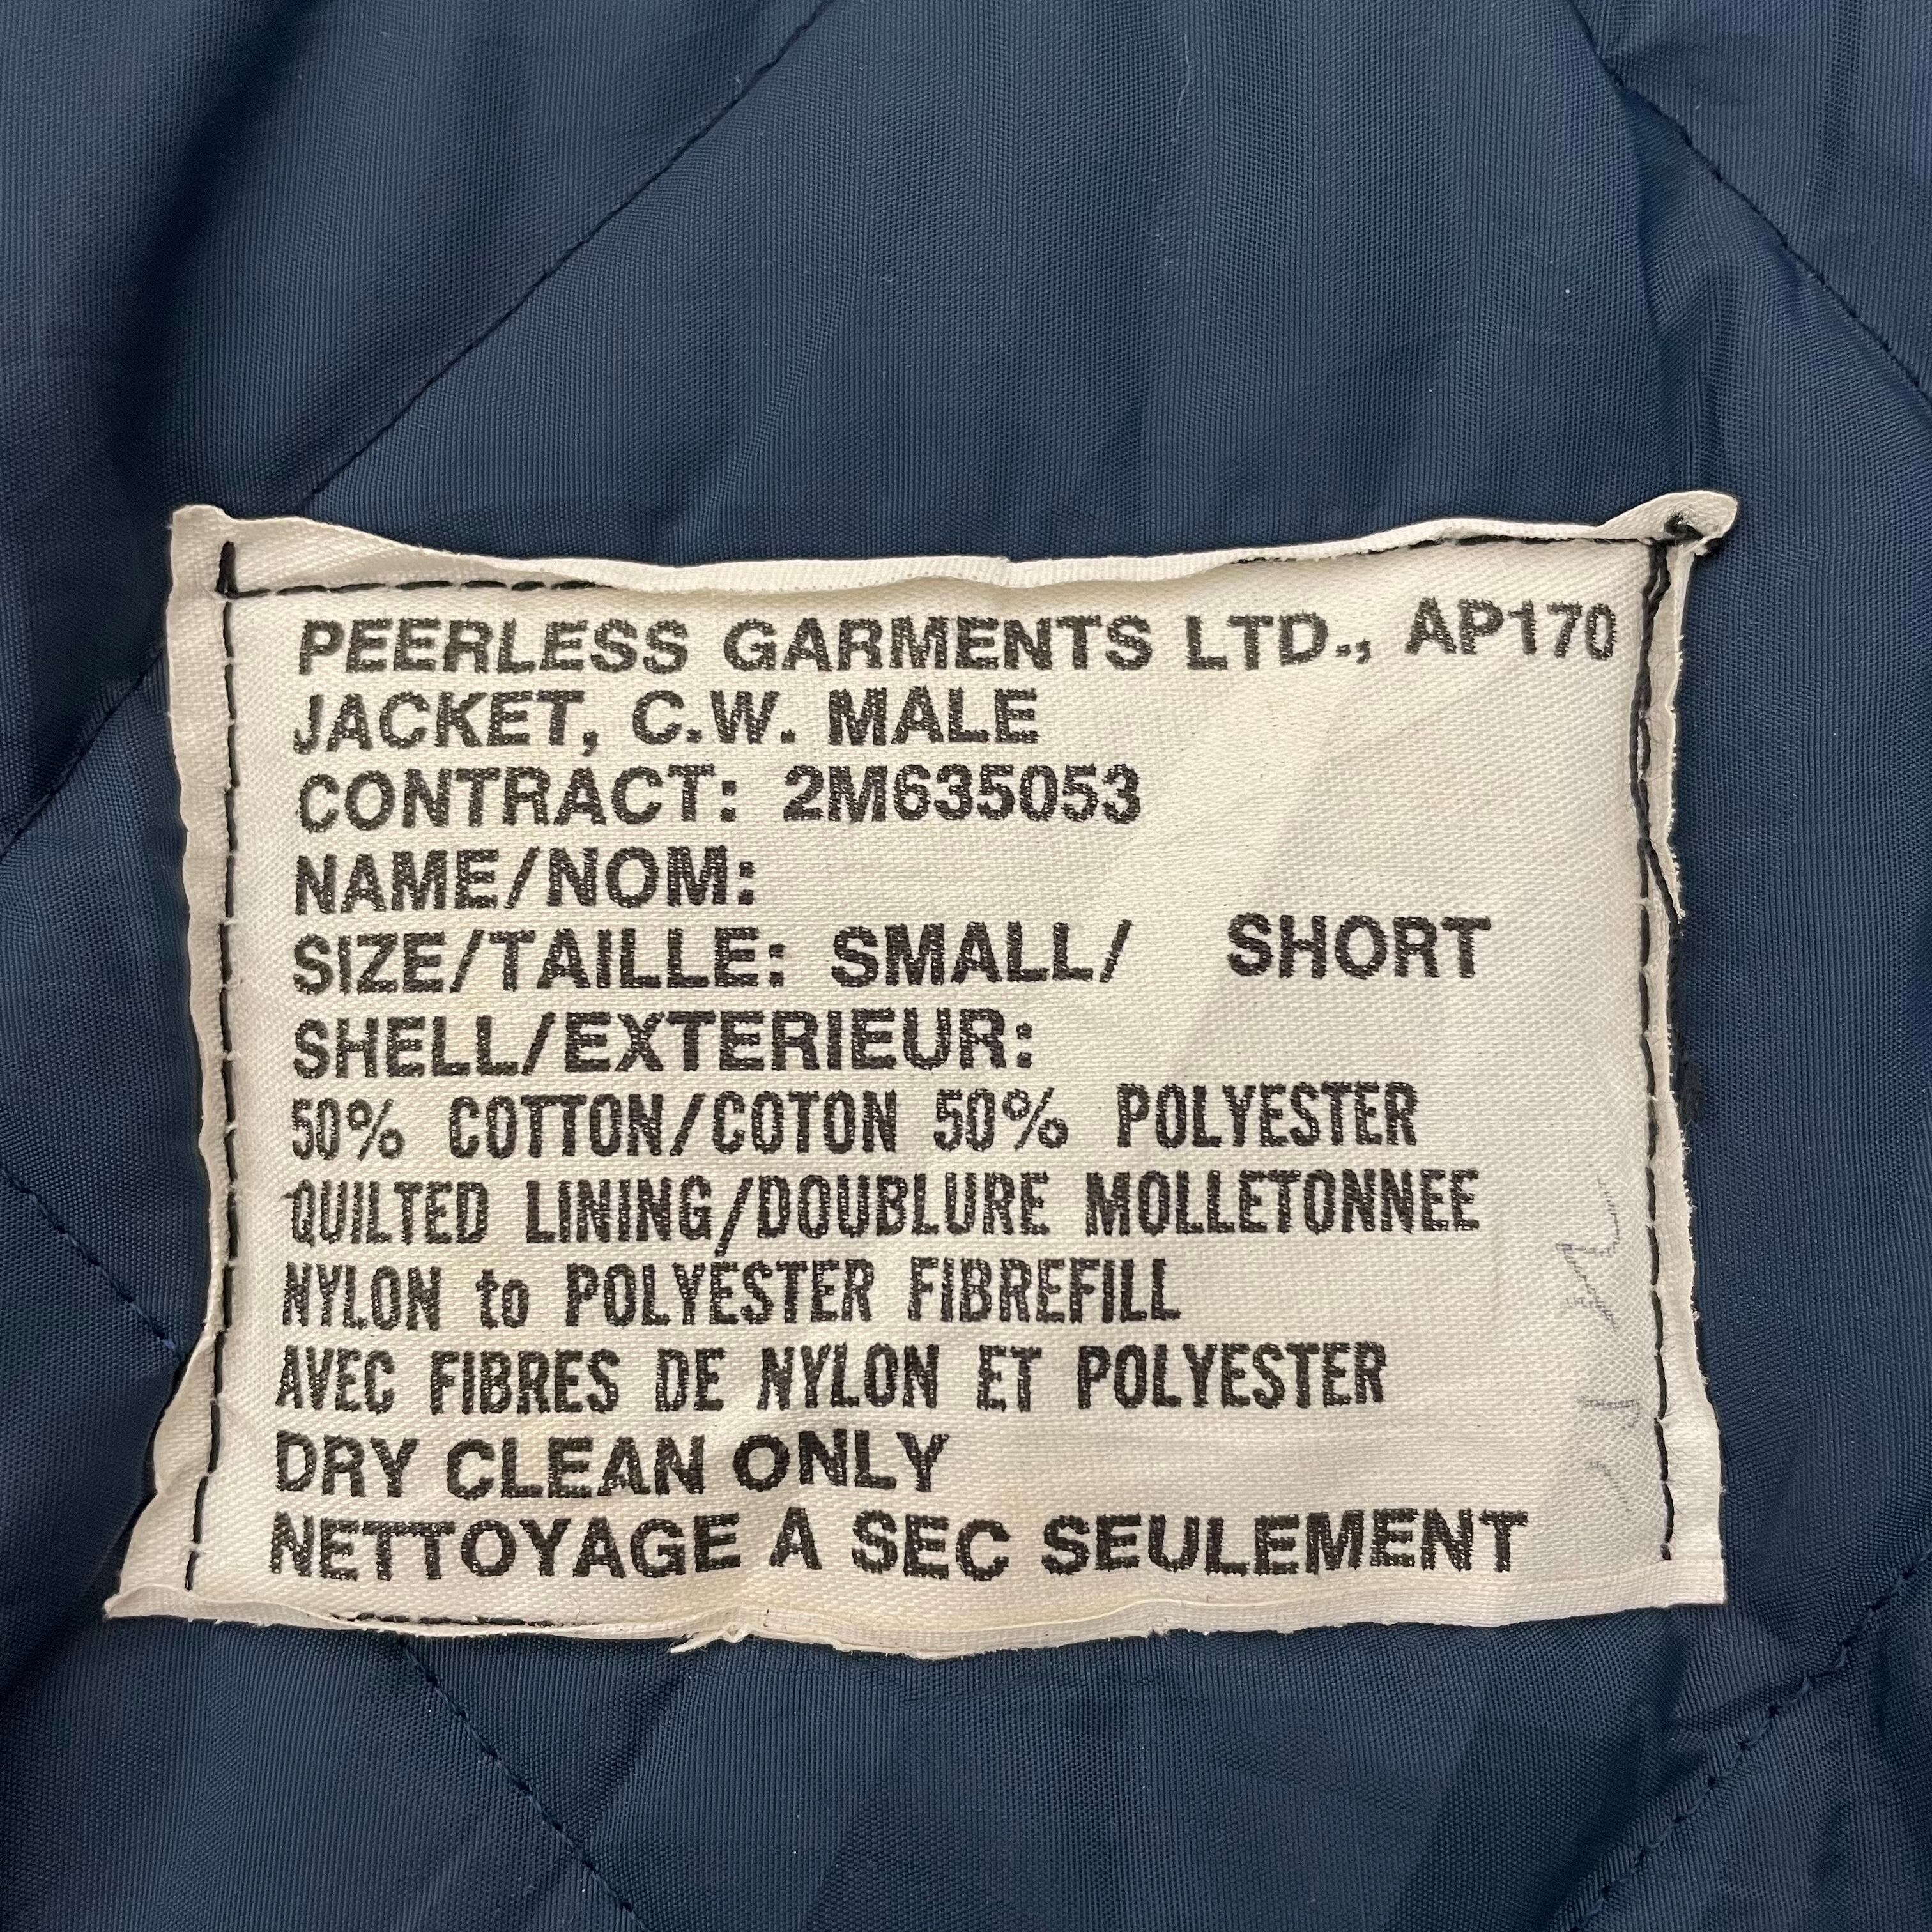 PEERLESS GARMENTS LTD., AP170
JACKET, C.W. MALE
CONTRACT: 2M635053
NAME/NOM:
SIZE/TAILLE: SMALL/ SHORT
SHELL/EXTERIEUR:
50% COTTON/COTON 50% POLYESTER
QUILTED LINING/DOUBLURE MOLLETONNEE
NYLON to POLYESTER FIBREFILL
AVEC FIBRES DE NYLON ET POLYESTER
DRY CLEAN ONLY
NETTOYAGE A SEC SEULEMENT